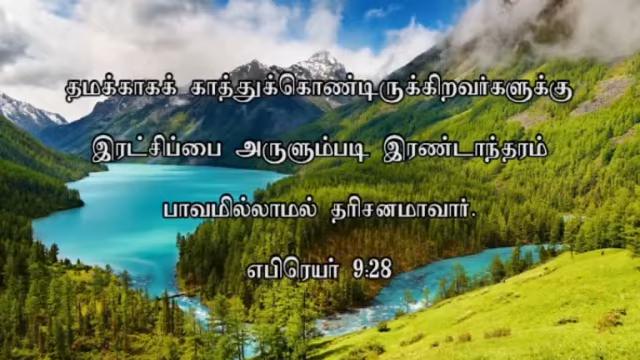 தமக்காகக் காத்துக்கொண்டிருக்கிறவர்களுக்கு
இரட்சிப்பை அருளும்படி இரண்டாந்தரம்
பாவமில்லாமல் தரிசனமாவார்.
எபிரெயர் 9:28